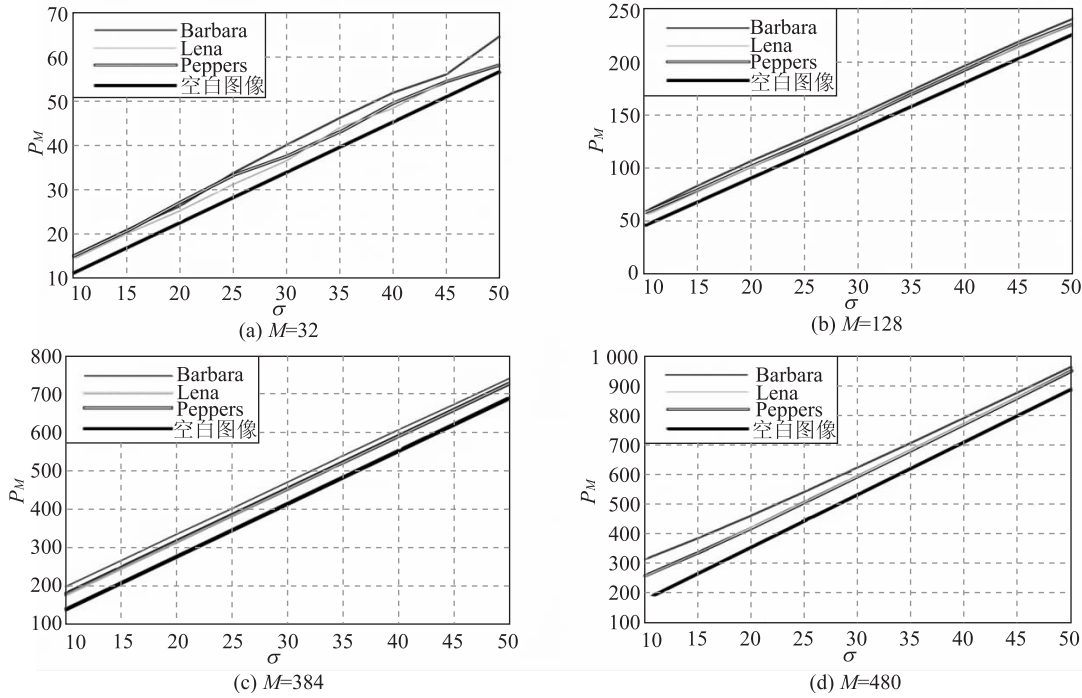 70
60
50
40
30
20
10
P_M
Barbara
Lena
Peppers
空白图像
10 15 20 25 30 35 40 45 50
σ
(a) M=32
250
200
150
100
50
0
P_M
Barbara
Lena
Peppers
空白图像
10 15 20 25 30 35 40 45 50
σ
(b) M=128
800
700
600
500
400
300
200
100
P_M
Barbara
Lena
Peppers
空白图像
10 15 20 25 30 35 40 45 50
σ
(c) M=384
1 000
900
800
700
600
500
400
300
200
100
P_M
Barbara
Lena
Peppers
空白图像
10 15 20 25 30 35 40 45 50
σ
(d) M=480